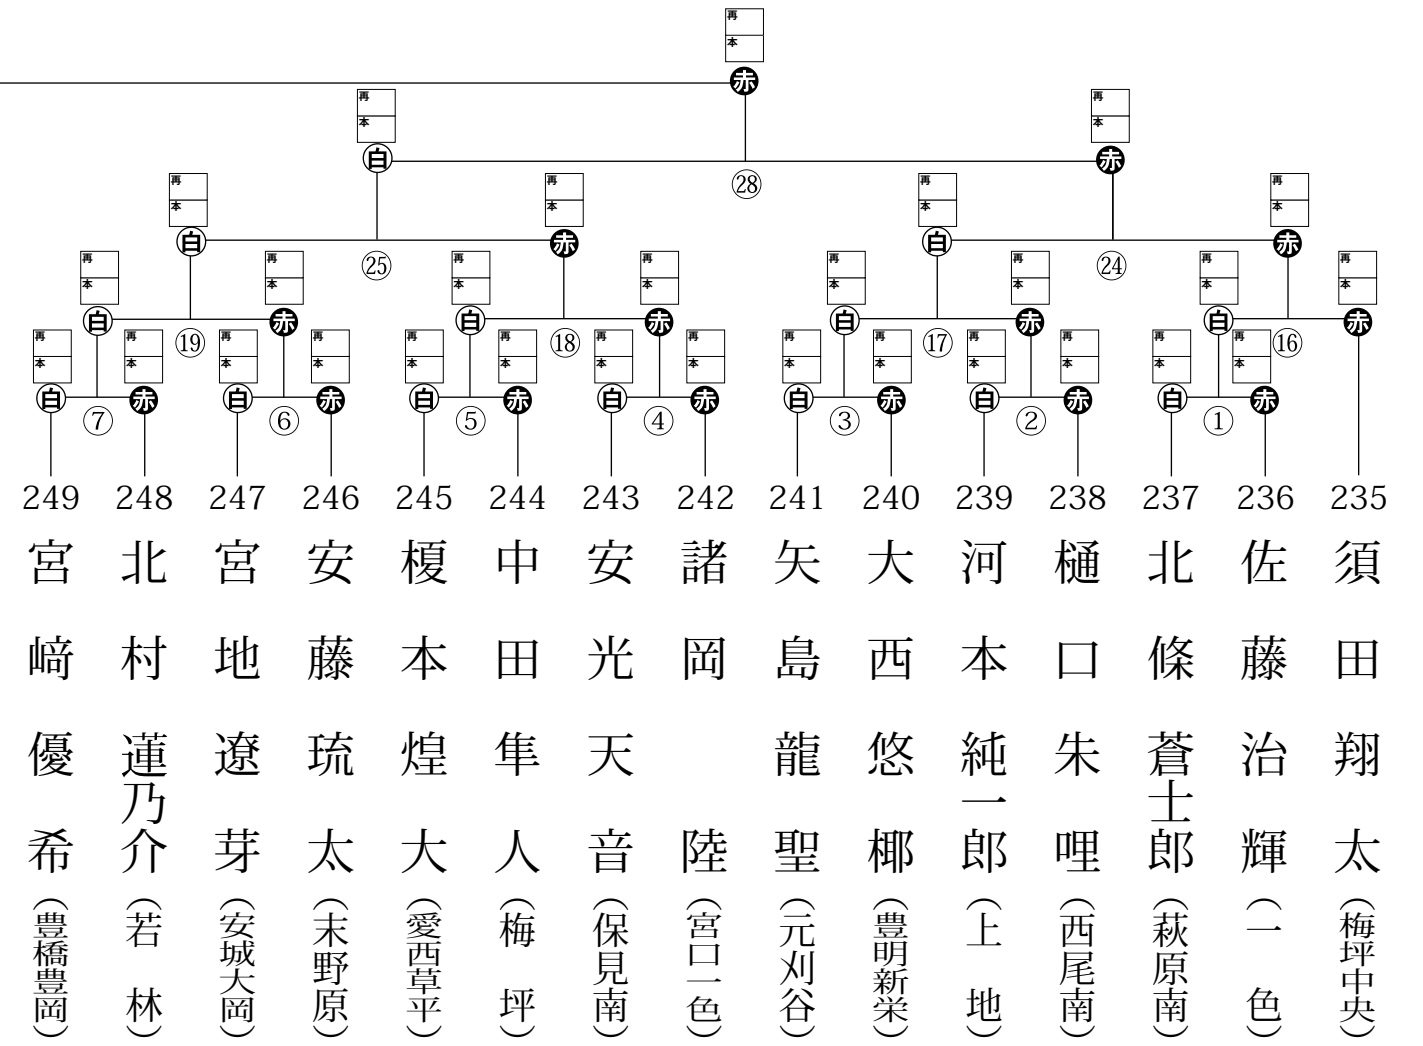 再
本
赤
再
本
再
本
白
赤
㉘
再
本
再
本
再
本
再
本
白
赤
白
赤
㉕
㉔
再
本
再
本
再
本
再
本
再
本
再
本
再
本
再
本
白
赤
白
赤
白
赤
白
赤
⑲
⑱
⑰
⑯
再
本
再
本
再
本
再
本
再
本
再
本
再
本
再
本
再
本
再
本
再
本
再
本
再
本
再
本
白
赤
白
赤
白
赤
白
赤
白
赤
白
赤
白
赤
⑦
⑥
⑤
④
③
②
①
249 248 247 246 245 244 243 242 241 240 239 238 237 236 235
須田翔太(梅坪中央)
佐藤治輝(一色)
北條蒼士郎(萩原南)
樋口朱哩(西尾南)
河本純一郎(上地)
大西悠椰(豊明新栄)
矢島龍聖(元刈谷)
諸岡陸(宮口一色)
安光天音(保見南)
中田隼人(梅坪)
榎本煌大(愛西草平)
安藤琉太(末野原)
宮地遼芽(安城大岡)
北村蓮乃介(若林)
宮﨑優希(豊橋豊岡)